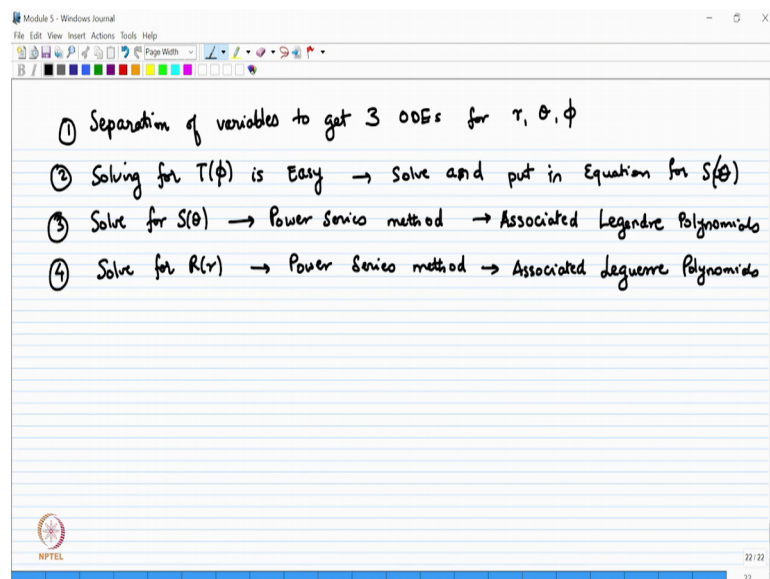 Module 5 - Windows Journal
File Edit View Insert Actions Tools Help
Page Width
B I
① Separation of variables to get 3 ODEs for r, θ, ϕ
② Solving for T(ϕ) is Easy → Solve and put in Equation for S(θ)
③ Solve for S(θ) → Power Series method → Associated Legendre Polynomials
④ Solve for R(r) → Power Series method → Associated Laguerre Polynomials
NPTEL
22 / 22
22